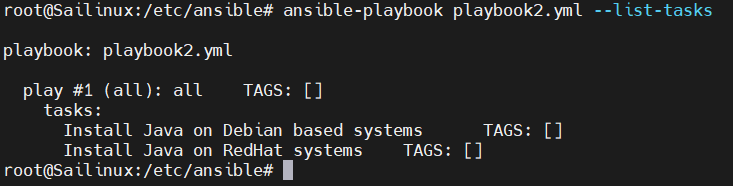 root@Sailinux:/etc/ansible# ansible-playbook playbook2.yml --list-tasks
playbook: playbook2.yml
play #1 (all): all TAGS: []
tasks:
Install Java on Debian based systems TAGS: []
Install Java on RedHat systems TAGS: []
root@Sailinux:/etc/ansible#